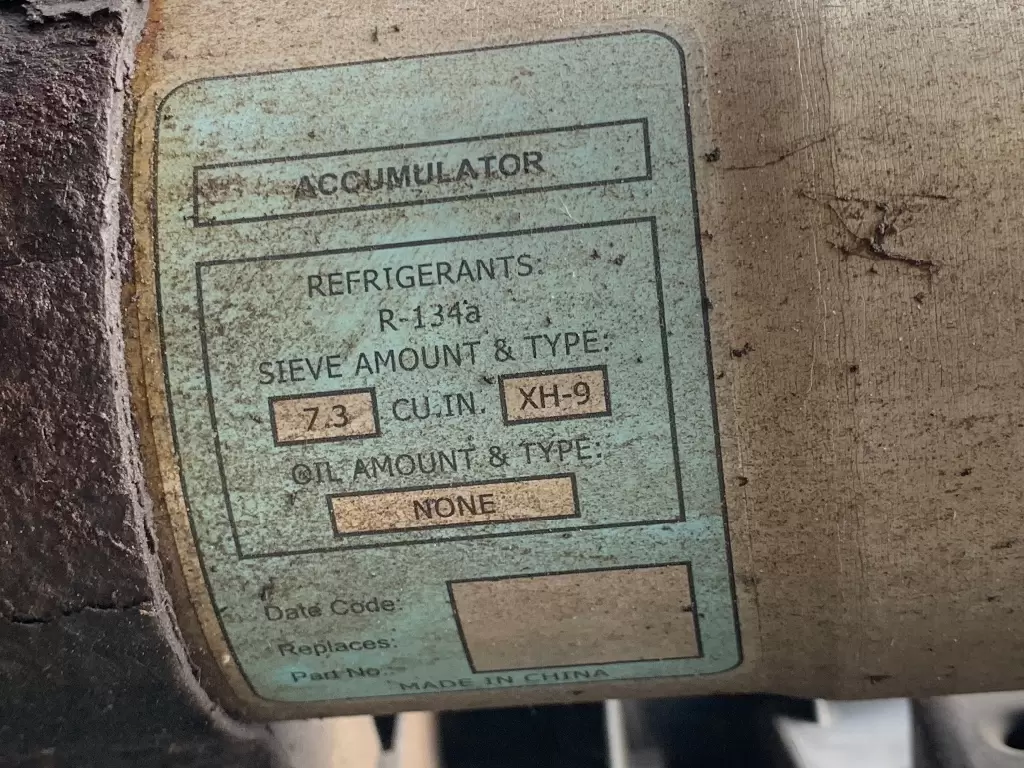 ACCUMULATOR
REFRIGERANTS:
R-134a
SIEVE AMOUNT & TYPE:
7.3 CU.IN. XH-9
OIL AMOUNT & TYPE:
NONE
Date Code:
Replaces:
Part No.:
MADE IN CHINA